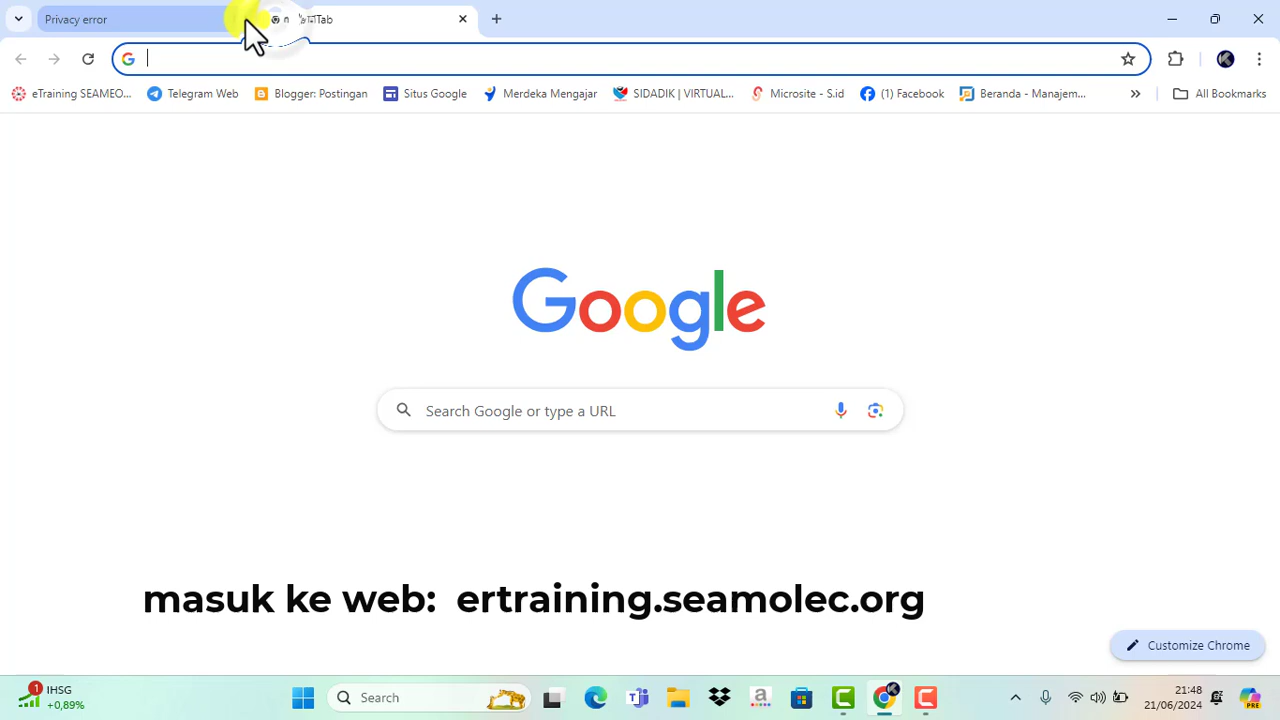 Privacy error
Tab
eTraining SEAMEO...
Telegram Web
Blogger: Postingan
Situs Google
Merdeka Mengajar
SIDADIK | VIRTUAL...
Microsite - S.id
(1) Facebook
Beranda - Manajem...
All Bookmarks
Google
Search Google or type a URL
masuk ke web: ertraining.seamolec.org
Customize Chrome
1
IHSG
+0,89%
Search
K
21:48
21/06/2024
PRE